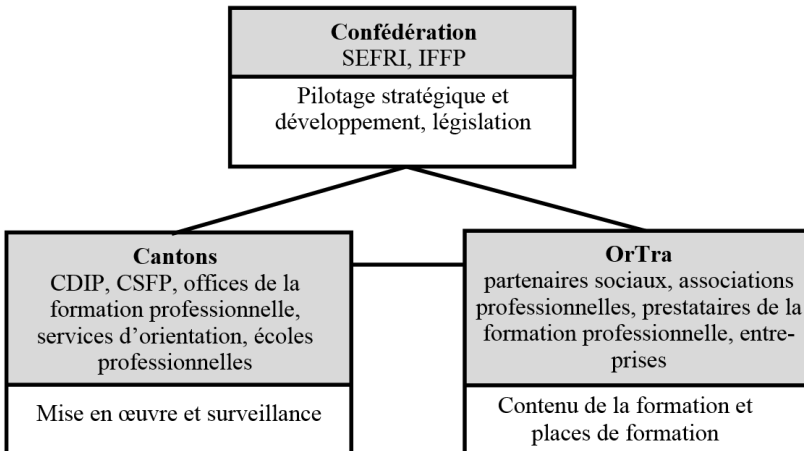 Confédération
SEFRI, IFFP
Pilotage stratégique et
développement, législation
Cantons
CDIP, CSFP, offices de la
formation professionnelle,
services d’orientation, écoles
professionnelles
Mise en œuvre et surveillance
OrTra
partenaires sociaux, associations
professionnelles, prestataires de la
formation professionnelle, entre-
prises
Contenu de la formation et
places de formation